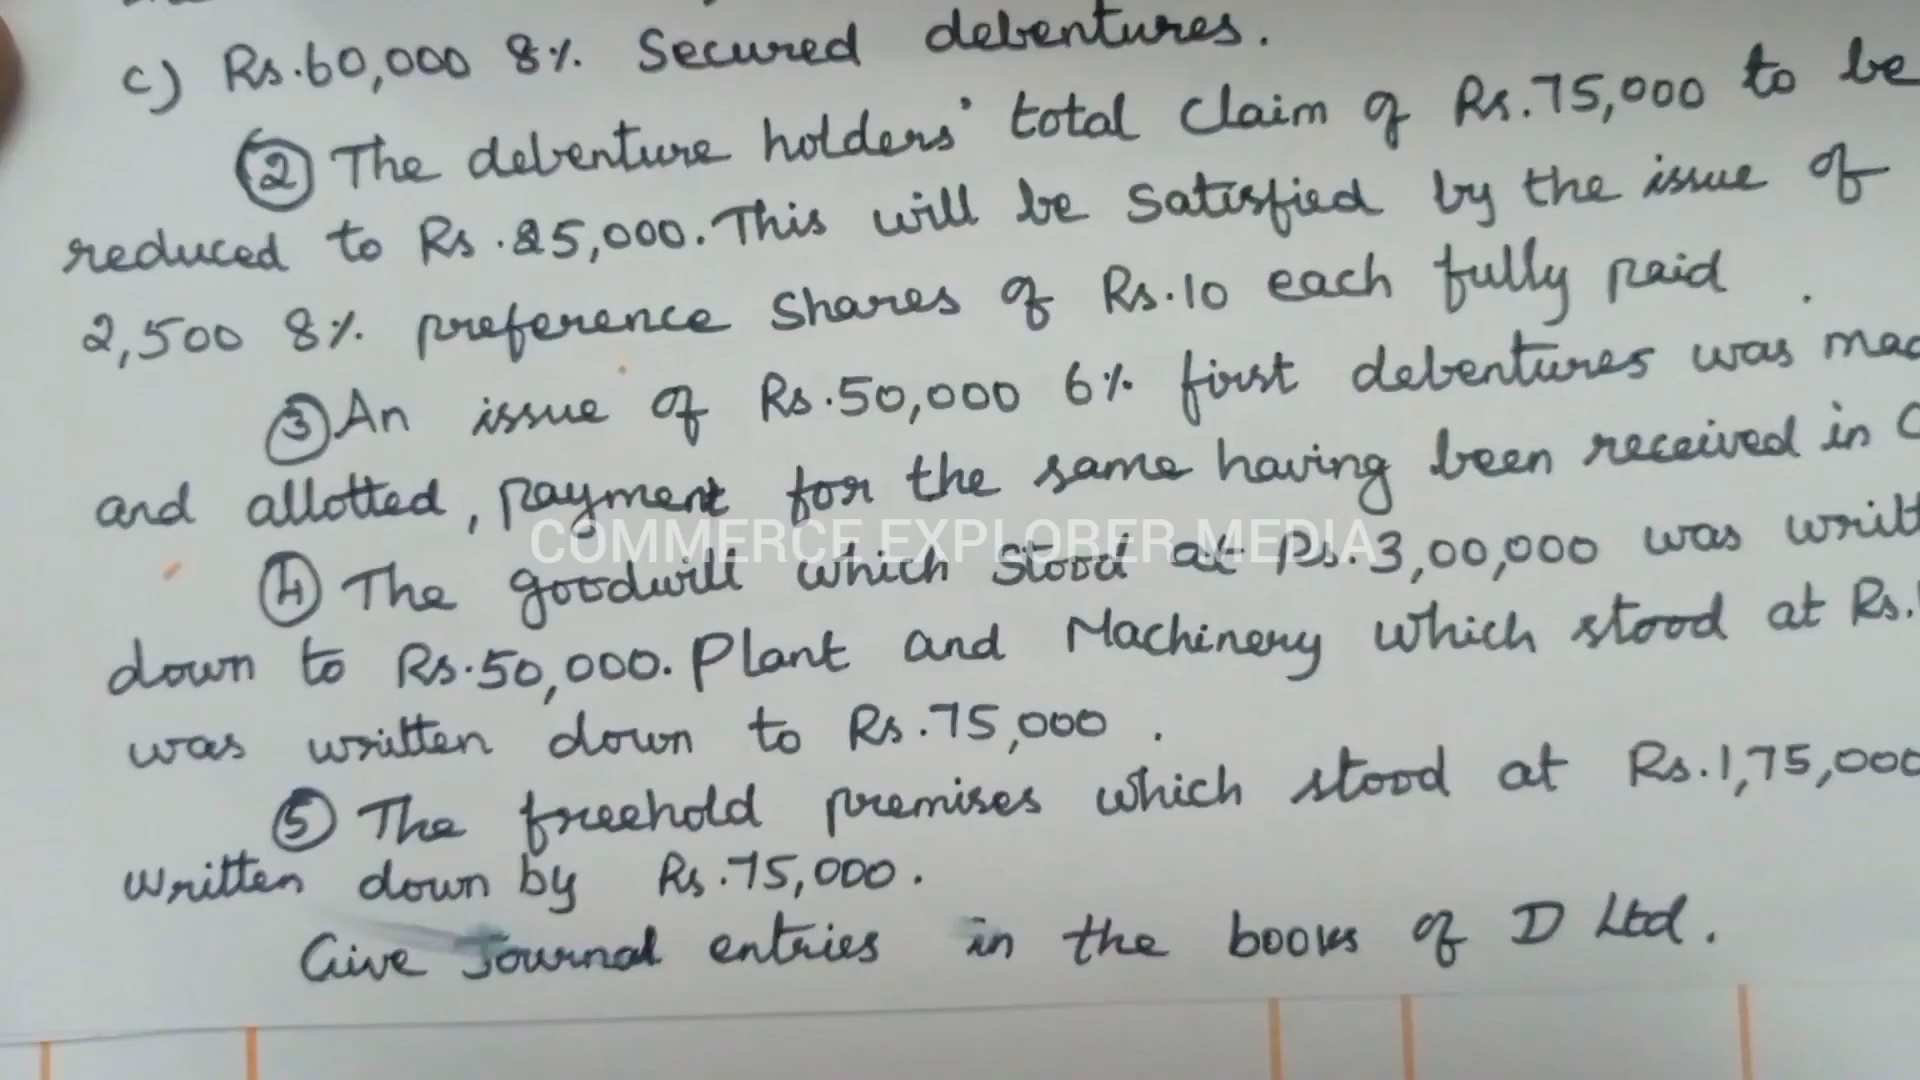 c) Rs.60,000 8% Secured debentures.
② The debenture holders' total claim of Rs.75,000 to be
reduced to Rs.25,000. This will be satisfied by the issue of
2,500 8% preference shares of Rs.10 each fully paid.
③ An issue of Rs.50,000 6% first debentures was
and allotted, payment for the same having been received in
COMMERCE EXPLORER MEDIA
④ The goodwill which stood at Rs.3,00,000 was
down to Rs.50,000. Plant and Machinery which stood at Rs.
was written down to Rs.75,000.
⑤ The freehold premises which stood at Rs.1,75,000
written down by Rs.75,000.
Give Journal entries in the books of D Ltd.